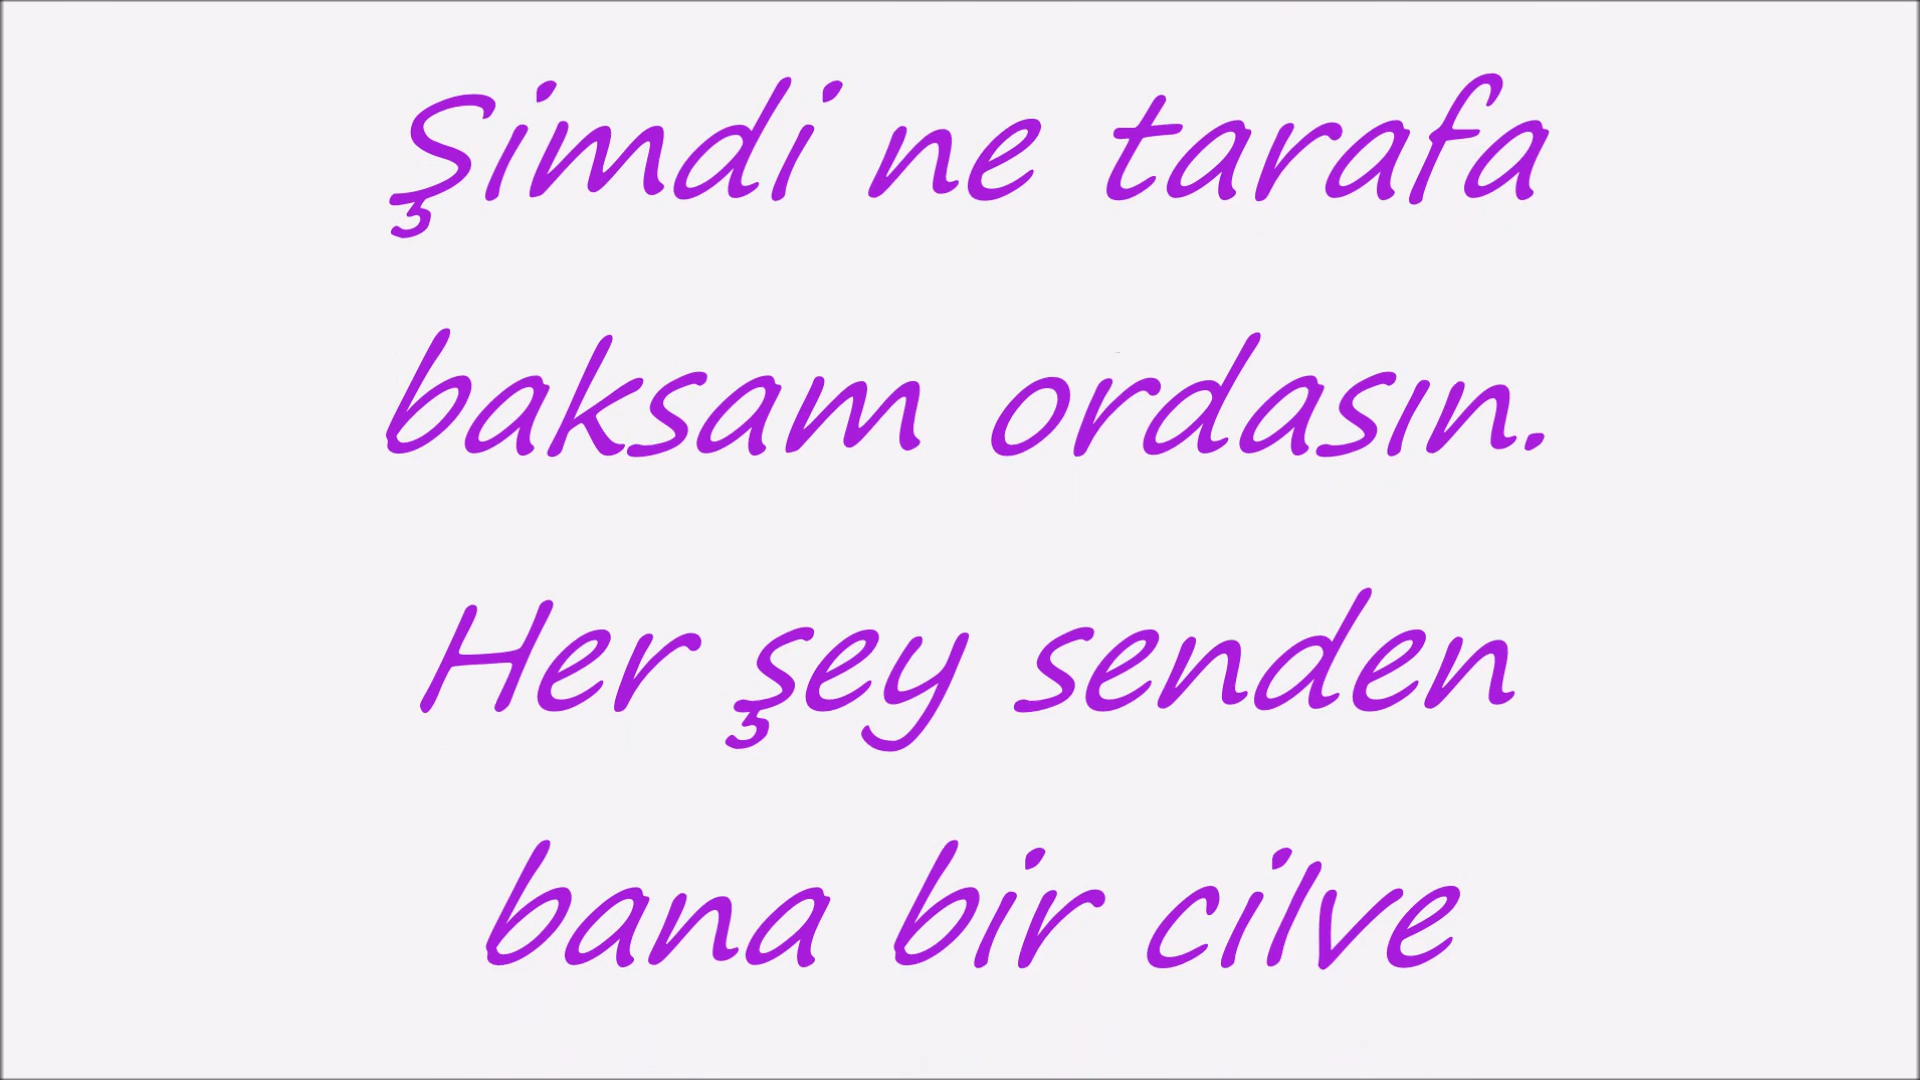 Şimdi ne tarafa
baksam ordasın.
Her şey senden
bana bir cilve